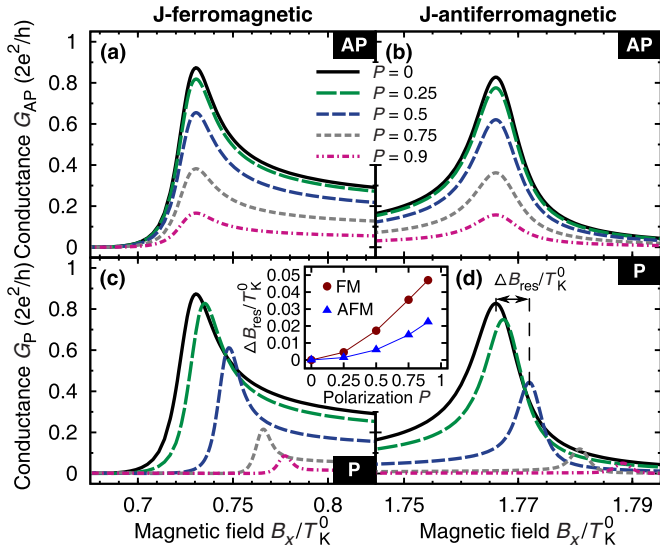 J-ferromagnetic
J-antiferromagnetic
Conductance G_AP (2e²/h)
1
0.8
0.6
0.4
0.2
0
(a)
AP
P = 0
P = 0.25
P = 0.5
P = 0.75
P = 0.9
(b)
AP
Conductance G_P (2e²/h)
0.8
0.6
0.4
0.2
0
(c)
P
ΔB_res/T_K^0
0.05
0.04
0.03
0.02
0.01
0.00
FM
AFM
0
0.25
0.5
0.75
1
Polarization P
(d)
ΔB_res/T_K^0
P
0.7
0.75
0.8
1.75
1.77
1.79
Magnetic field B_x/T_K^0
Magnetic field B_x/T_K^0